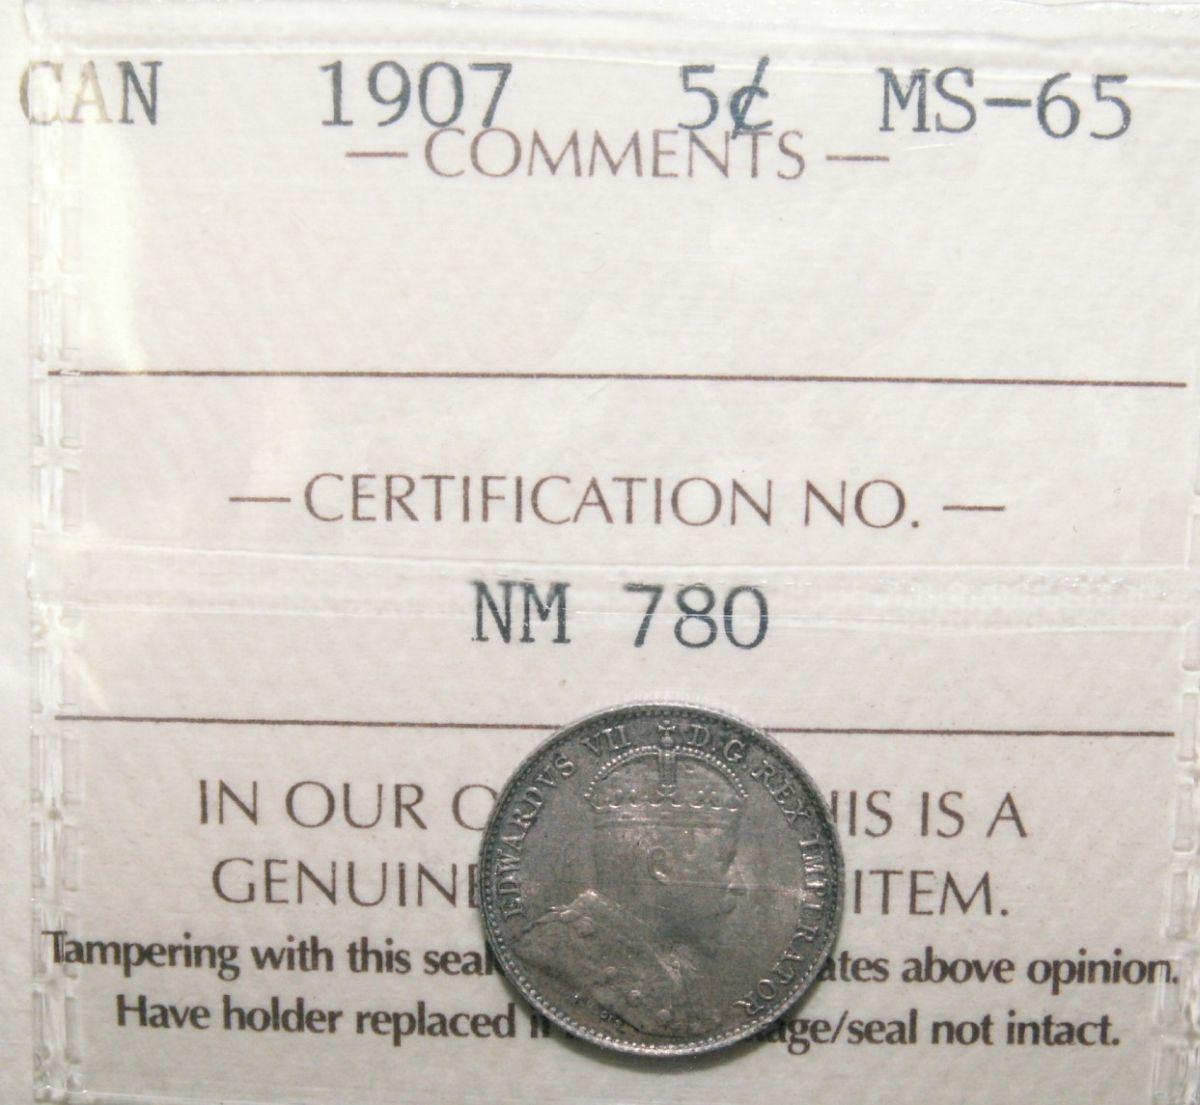 CAN 1907 5¢ MS-65
— COMMENTS —
— CERTIFICATION NO. —
NM 780
EDWARDVS VII D.G. REX IMPERATOR
IN OUR O HIS IS A
GENUINE ITEM.
Tampering with this seal ates above opinion.
Have holder replaced if age/seal not intact.